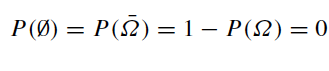 P(Ø) = P(Ω̄) = 1 − P(Ω) = 0